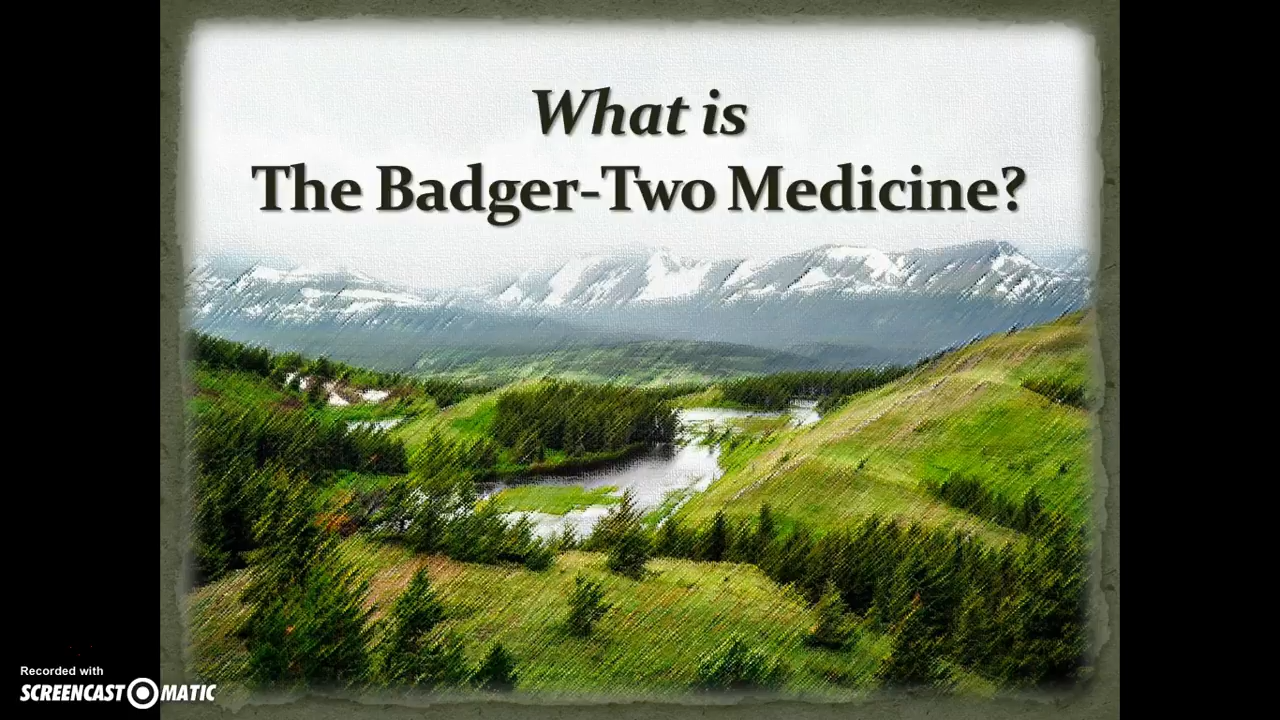 What is
The Badger-Two Medicine?
Recorded with
SCREENCAST MATIC